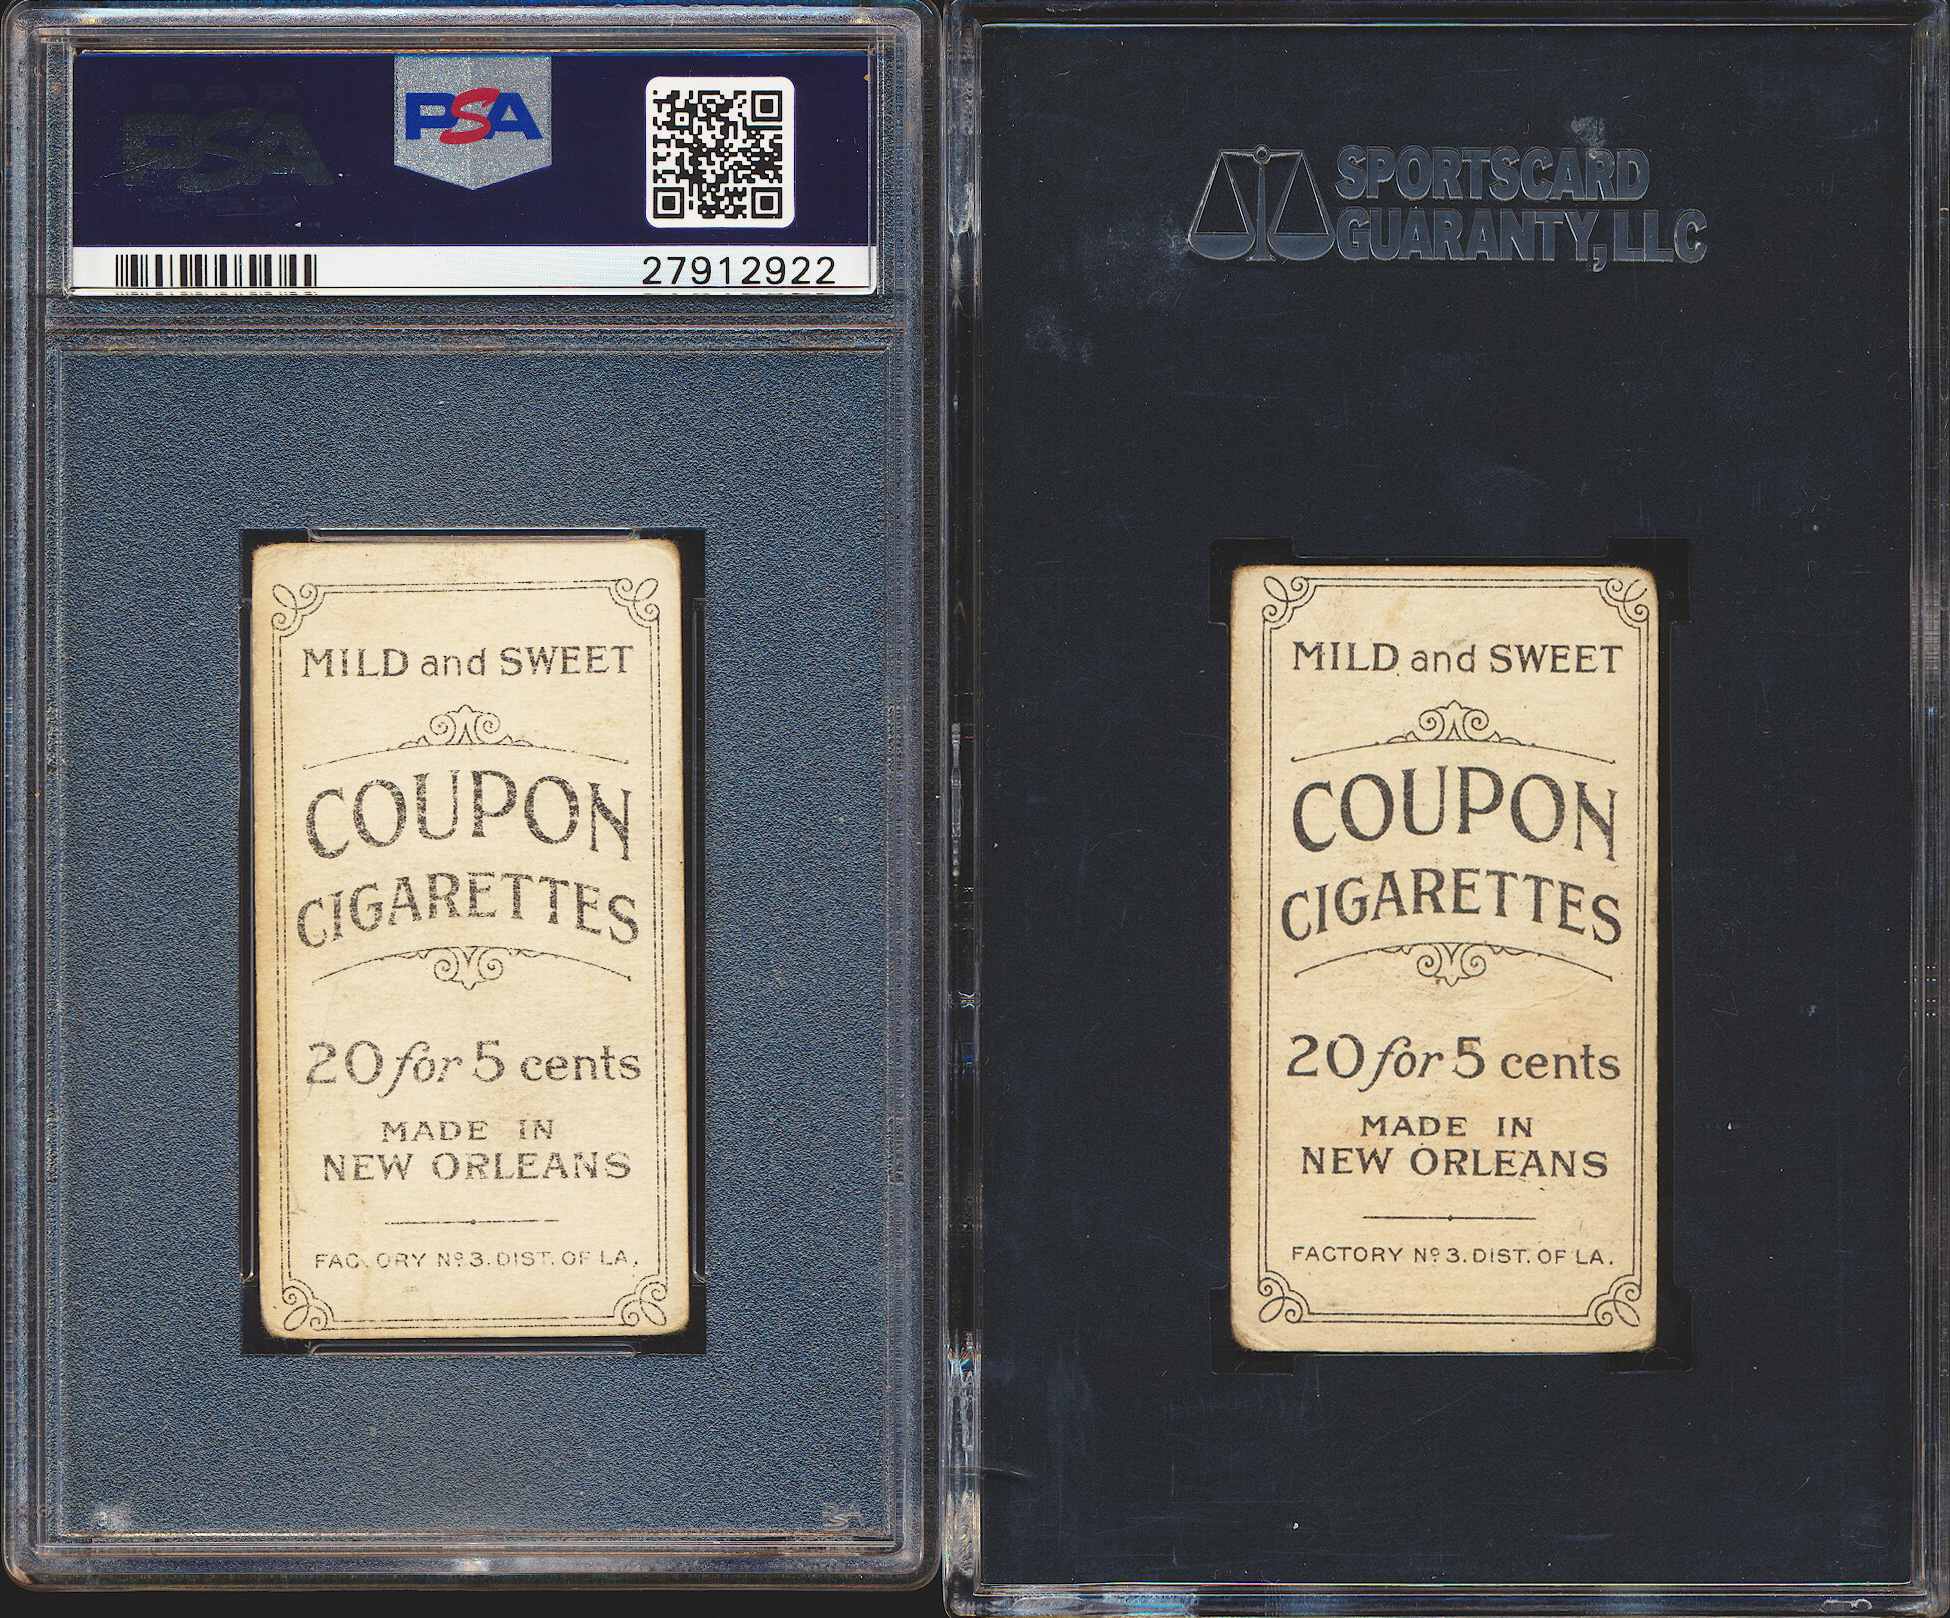 PSA
PSA
27912922
MILD and SWEET
COUPON
CIGARETTES
20 for 5 cents
MADE IN
NEW ORLEANS
FAC ORY Nº 3. DIST. OF LA.
SPORTSCARD
GUARANTY, LLC
MILD and SWEET
COUPON
CIGARETTES
20 for 5 cents
MADE IN
NEW ORLEANS
FACTORY Nº 3. DIST. OF LA.